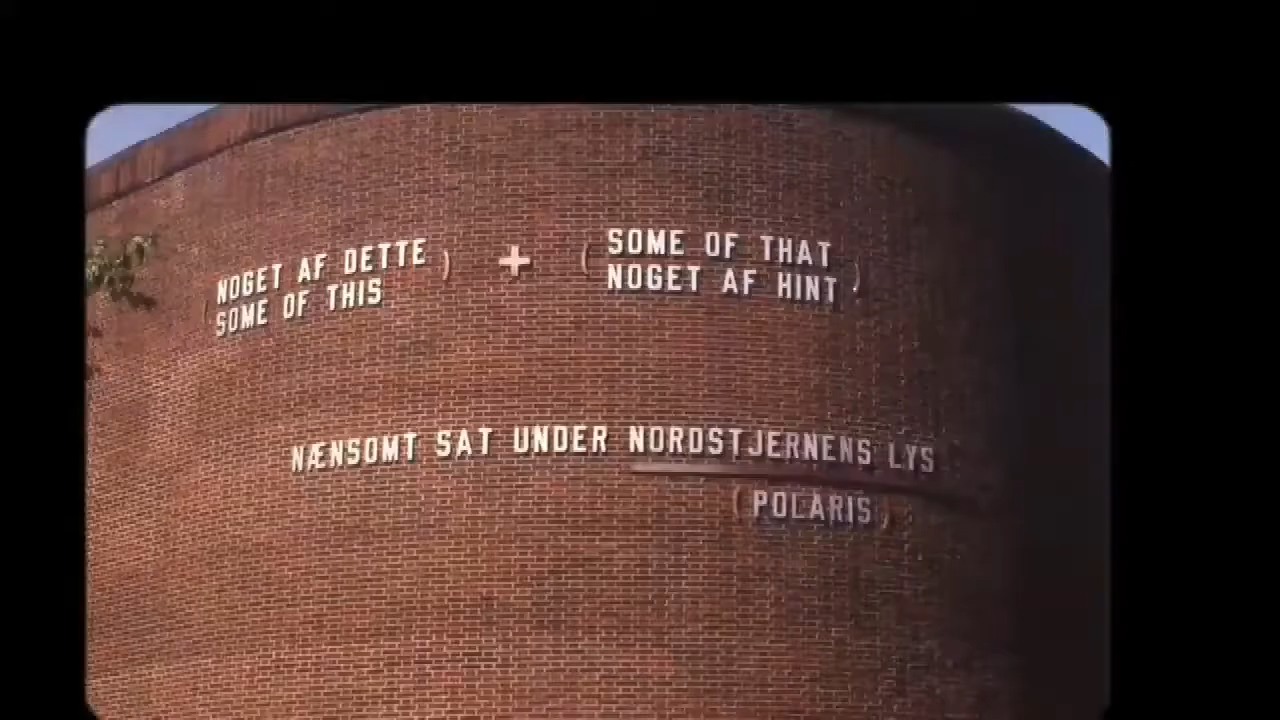 (NOGET AF DETTE) + (SOME OF THAT
SOME OF THIS NOGET AF HINT)
NÆNSOMT SAT UNDER NORDSTJERNENS LYS
(POLARIS)